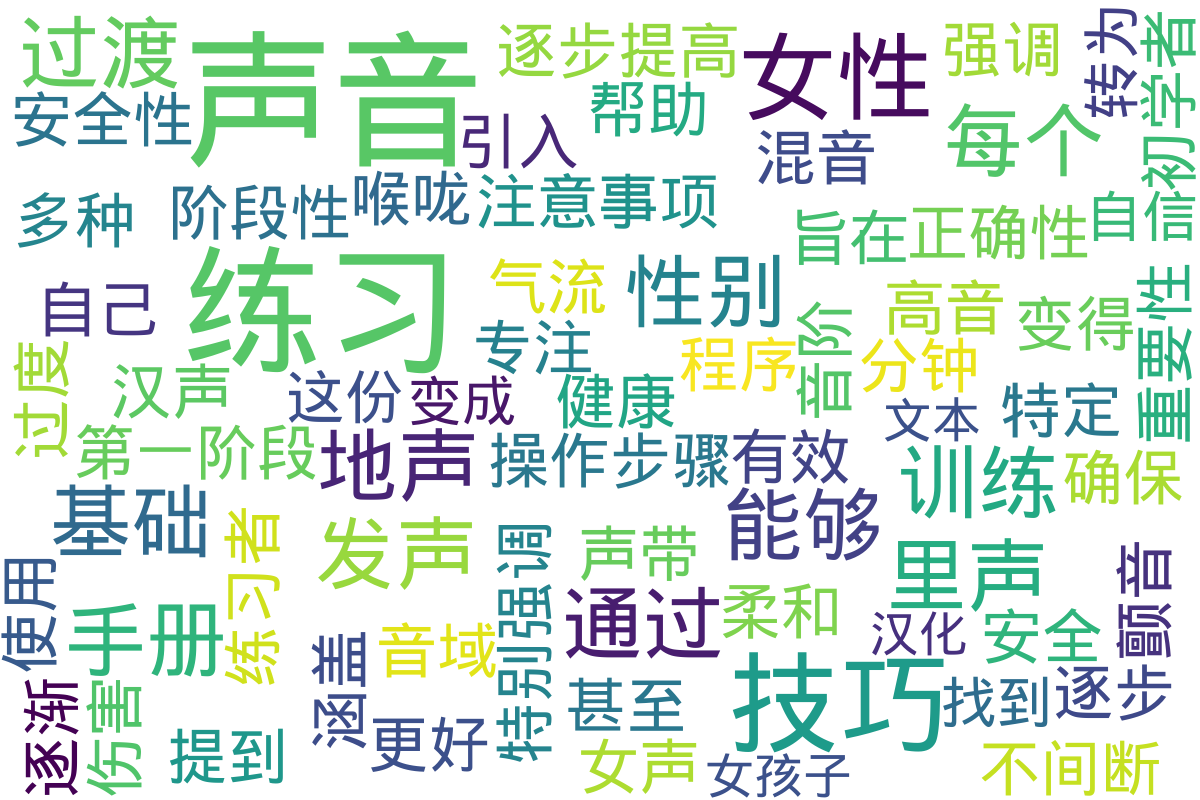 过渡
声音
逐步提高
女性
强调
转为
初学者
安全性
引入
帮助
混音
每个
多种
阶段性
喉咙
注意事项
旨在
正确性
自信
练习
自己
气流
性别
高音
变得
重要性
专注
音阶
程序
分钟
过度
汉声
这份
变成
健康
文本
特定
第一阶段
地声
操作步骤
有效
训练
确保
基础
能够
练习者
发声
声带
特别强调
里声
颤音
使用
手册
通过
柔和
汉化
安全
涵盖
音域
技巧
逐渐
伤害
提到
更好
甚至
找到
逐步
女声
女孩子
不间断